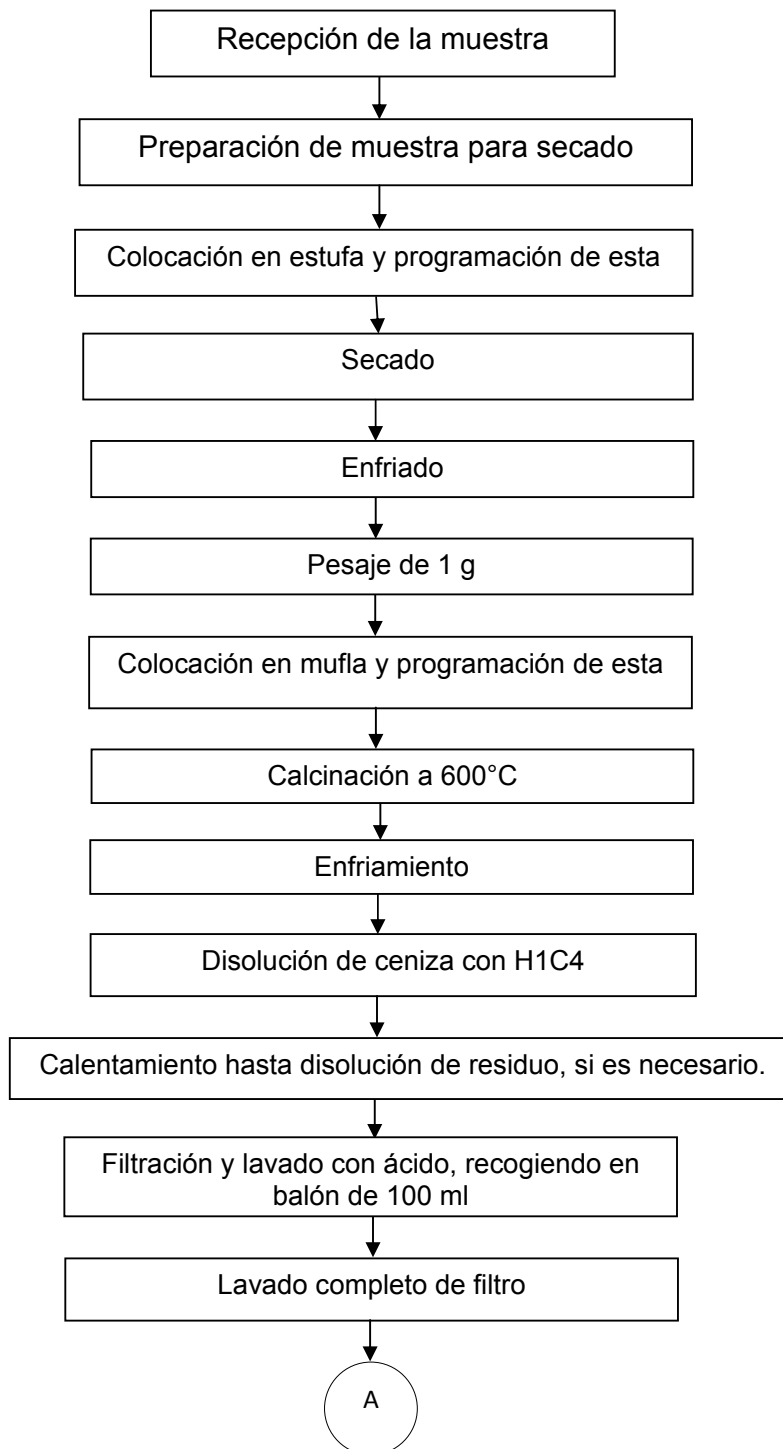 Recepción de la muestra
Preparación de muestra para secado
Colocación en estufa y programación de esta
Secado
Enfriado
Pesaje de 1 g
Colocación en mufla y programación de esta
Calcinación a 600°C
Enfriamiento
Disolución de ceniza con H1C4
Calentamiento hasta disolución de residuo, si es necesario.
Filtración y lavado con ácido, recogiendo en
balón de 100 ml
Lavado completo de filtro
A